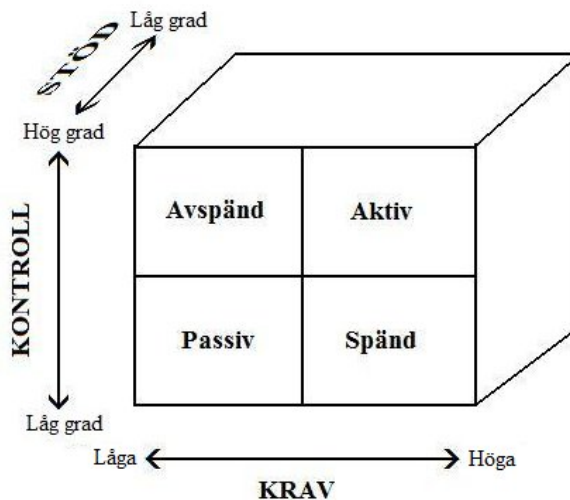 Låg grad
STÖD
Hög grad
KONTROLL
Avspänd Aktiv
Passiv Spänd
Låg grad
Låga Höga
KRAV